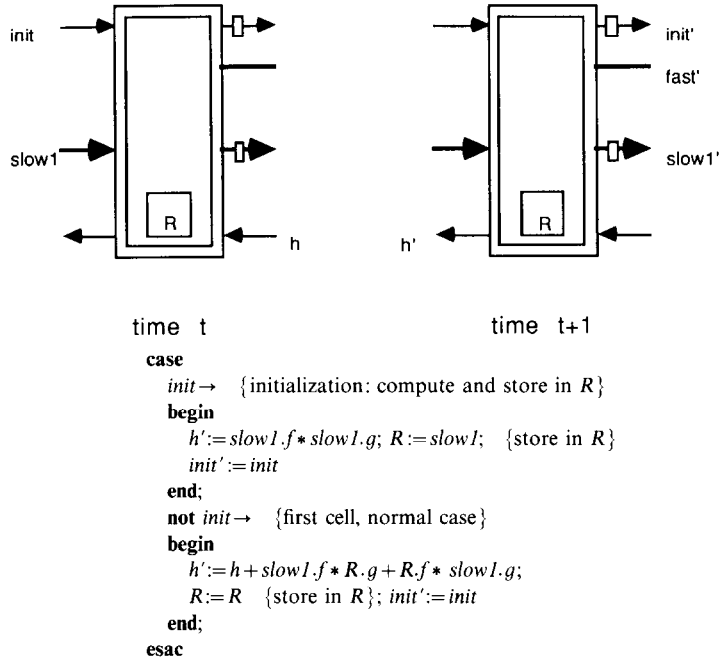 init
slow1
R
h
init'
fast'
slow1'
R
h'
time t
time t+1
case
init → {initialization: compute and store in R}
begin
h' := slow1.f * slow1.g; R := slow1; {store in R}
init' := init
end;
not init → {first cell, normal case}
begin
h' := h + slow1.f * R.g + R.f * slow1.g;
R := R {store in R}; init' := init
end;
esac